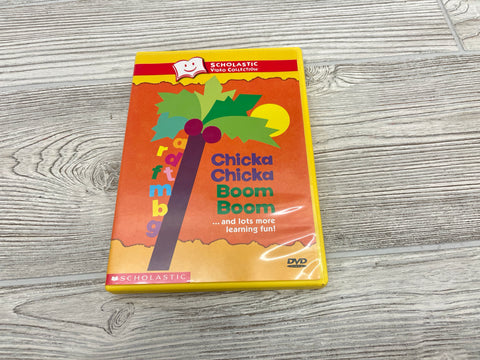 SCHOLASTIC
VIDEO COLLECTION
Chicka
Chicka
Boom
Boom
...and lots more
learning fun!
a
r
d
f t
m
b
g
SCHOLASTIC
DVD